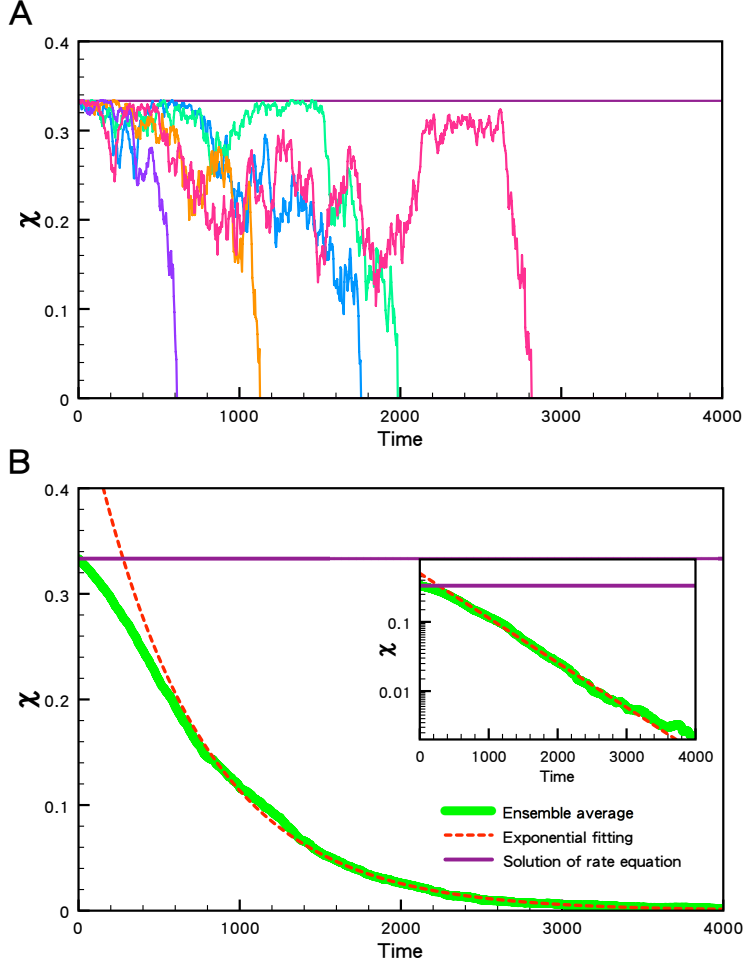 A
0.4
0.3
0.2
0.1
0
χ
0 1000 2000 3000 4000
Time
B
0.4
0.3
0.2
0.1
0
χ
0.1
0.01
χ
0 1000 2000 3000 4000
Time
Ensemble average
Exponential fitting
Solution of rate equation
0 1000 2000 3000 4000
Time